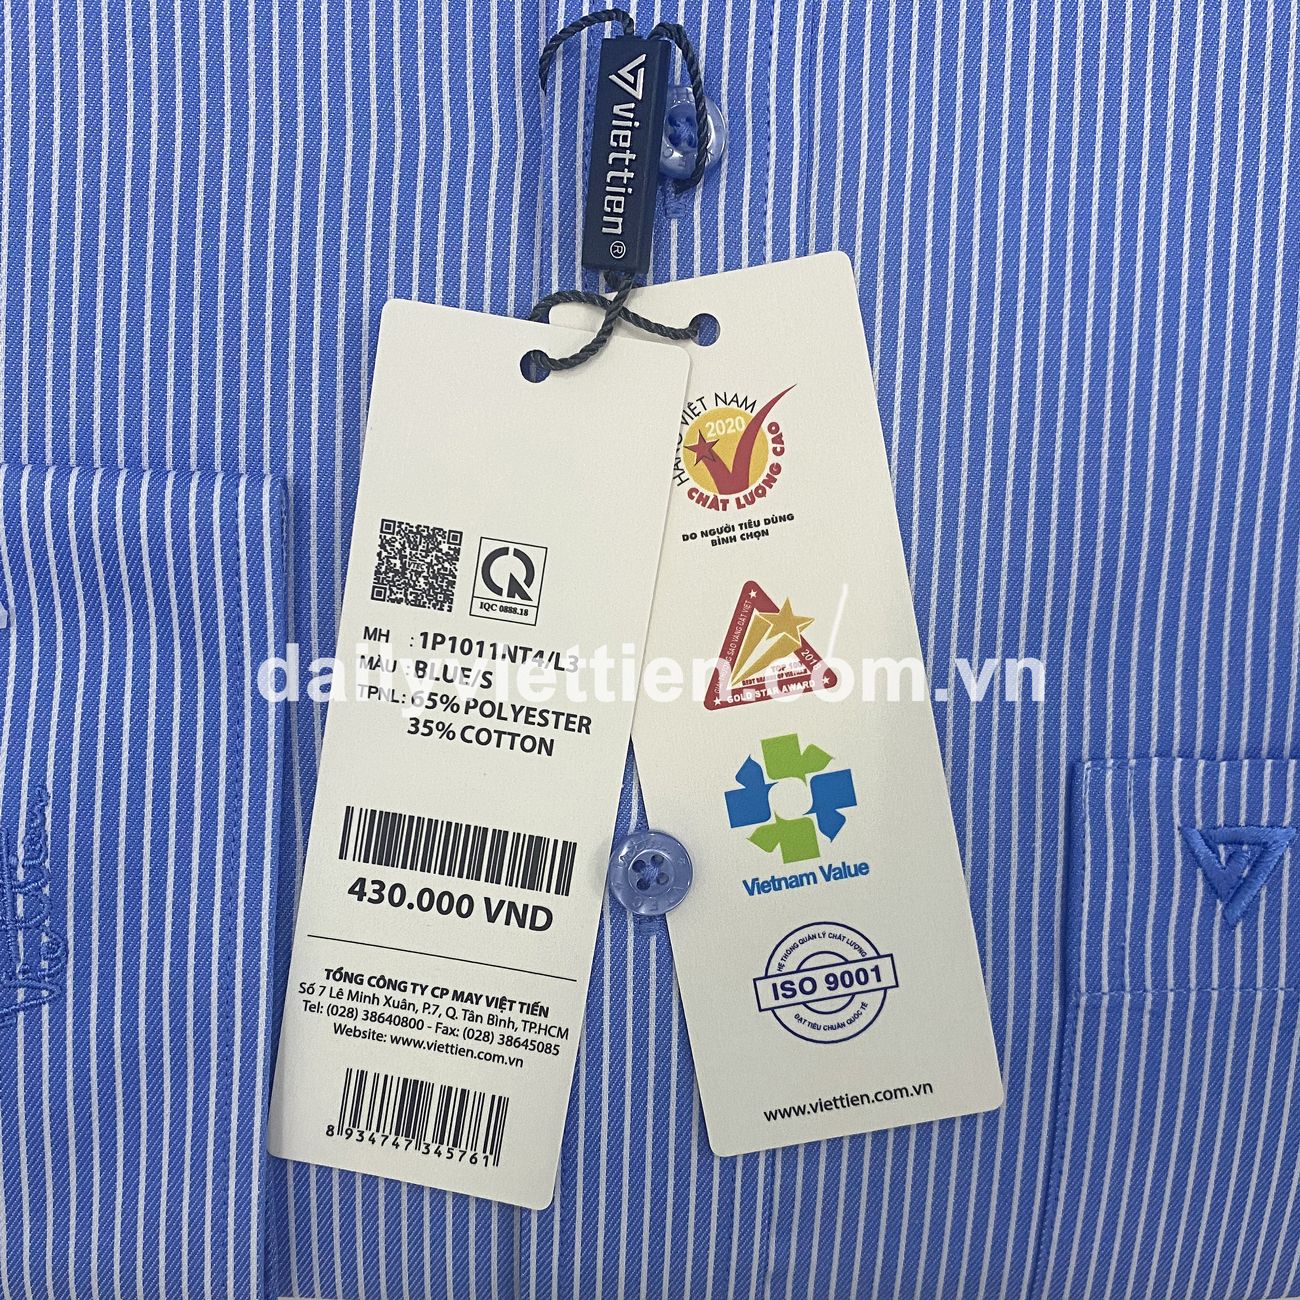 viettien®
IQC 0888.18
MH : 1P1011NT4/L3
MÀU : BLUE/S
TPNL: 65% POLYESTER
35% COTTON
430.000 VND
TỔNG CÔNG TY CP MAY VIỆT TIẾN
Số 7 Lê Minh Xuân, P.7, Q. Tân Bình, TP.HCM
Tel: (028) 38640800 - Fax: (028) 38645085
Website: www.viettien.com.vn
8 934747 345761
HÀNG VIỆT NAM
2020
CHẤT LƯỢNG CAO
DO NGƯỜI TIÊU DÙNG
BÌNH CHỌN
GOLD STAR AWARD
Vietnam Value
HỆ THỐNG QUẢN LÝ CHẤT LƯỢNG
ISO 9001
ĐẠT TIÊU CHUẨN QUỐC TẾ
www.viettien.com.vn
dailyviettien.com.vn